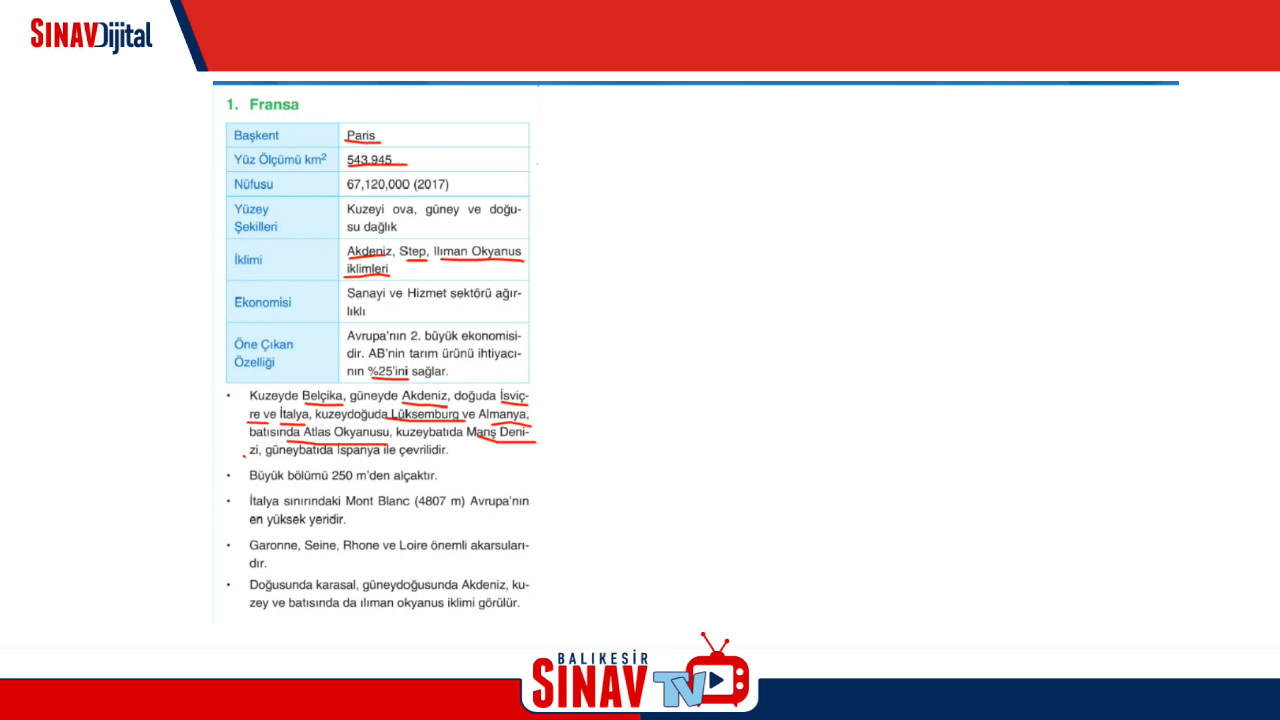 SINAVDijital
1. Fransa
Başkent Paris
Yüz Ölçümü km² 543.945
Nüfusu 67,120,000 (2017)
Yüzey Kuzeyi ova, güney ve doğu-
Şekilleri su dağlık
İklimi Akdeniz, Step, Ilıman Okyanus
iklimleri
Ekonomisi Sanayi ve Hizmet sektörü ağır-
lıklı
Öne Çıkan Avrupa'nın 2. büyük ekonomisi-
Özelliği dir. AB'nin tarım ürünü ihtiyacı-
nın %25'ini sağlar.
• Kuzeyde Belçika, güneyde Akdeniz, doğuda İsviç-
re ve İtalya, kuzeydoğuda Lüksemburg ve Almanya,
batısında Atlas Okyanusu, kuzeybatıda Manş Deni-
zi, güneybatıda İspanya ile çevrilidir.
• Büyük bölümü 250 m'den alçaktır.
• İtalya sınırındaki Mont Blanc (4807 m) Avrupa'nın
en yüksek yeridir.
• Garonne, Seine, Rhone ve Loire önemli akarsuları-
dır.
• Doğusunda karasal, güneydoğusunda Akdeniz, ku-
zey ve batısında da ılıman okyanus iklimi görülür.
BALIKESİR
SINAV TV